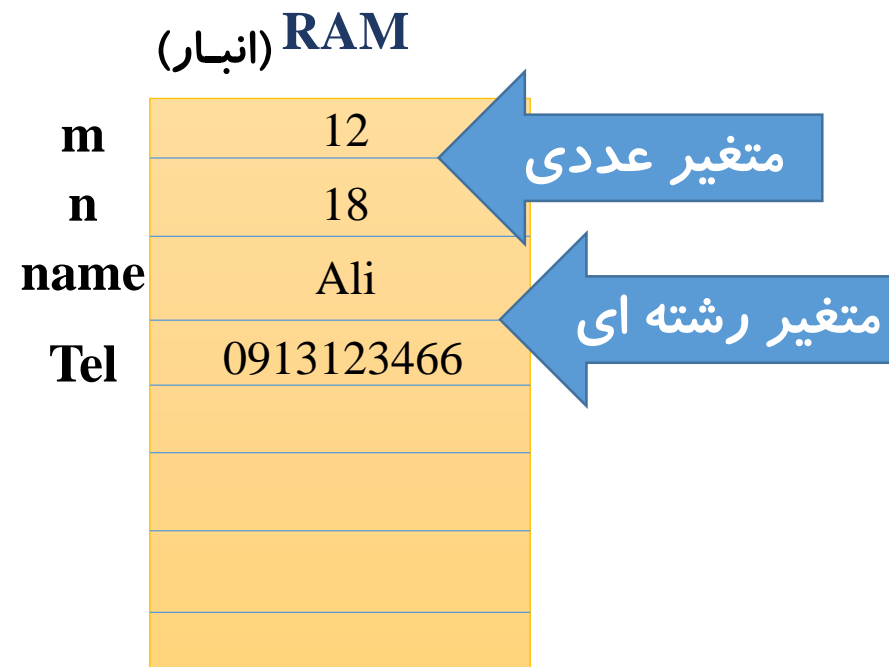 RAM (انبـار)
m 12
متغیر عددی
n 18
name Ali
متغیر رشته ای
Tel 0913123466